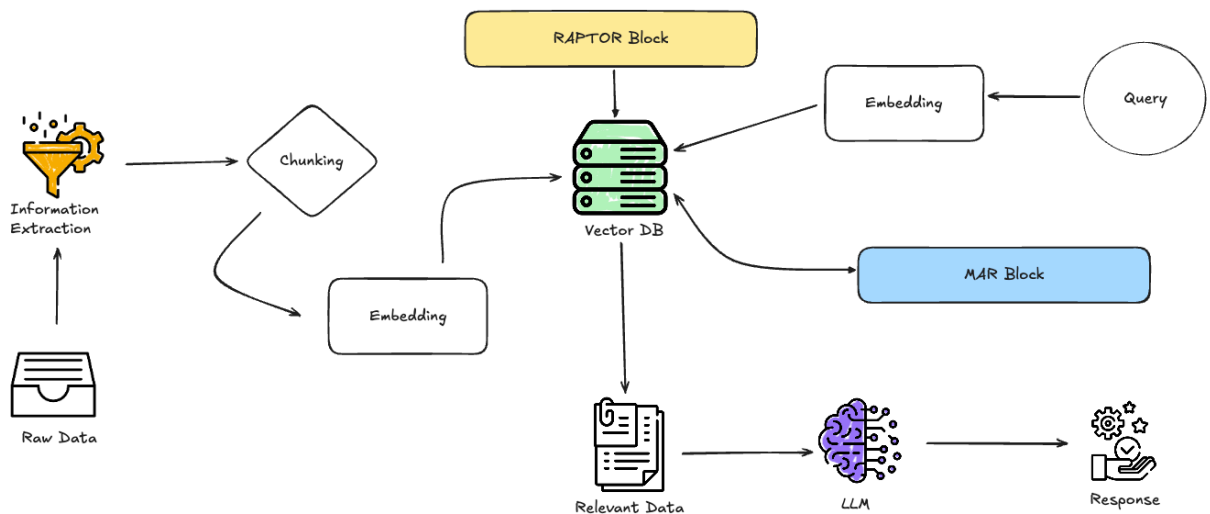 RAPTOR Block
Embedding
Query
Chunking
Information
Extraction
Vector DB
MAR Block
Embedding
Raw Data
Relevant Data
LLM
Response